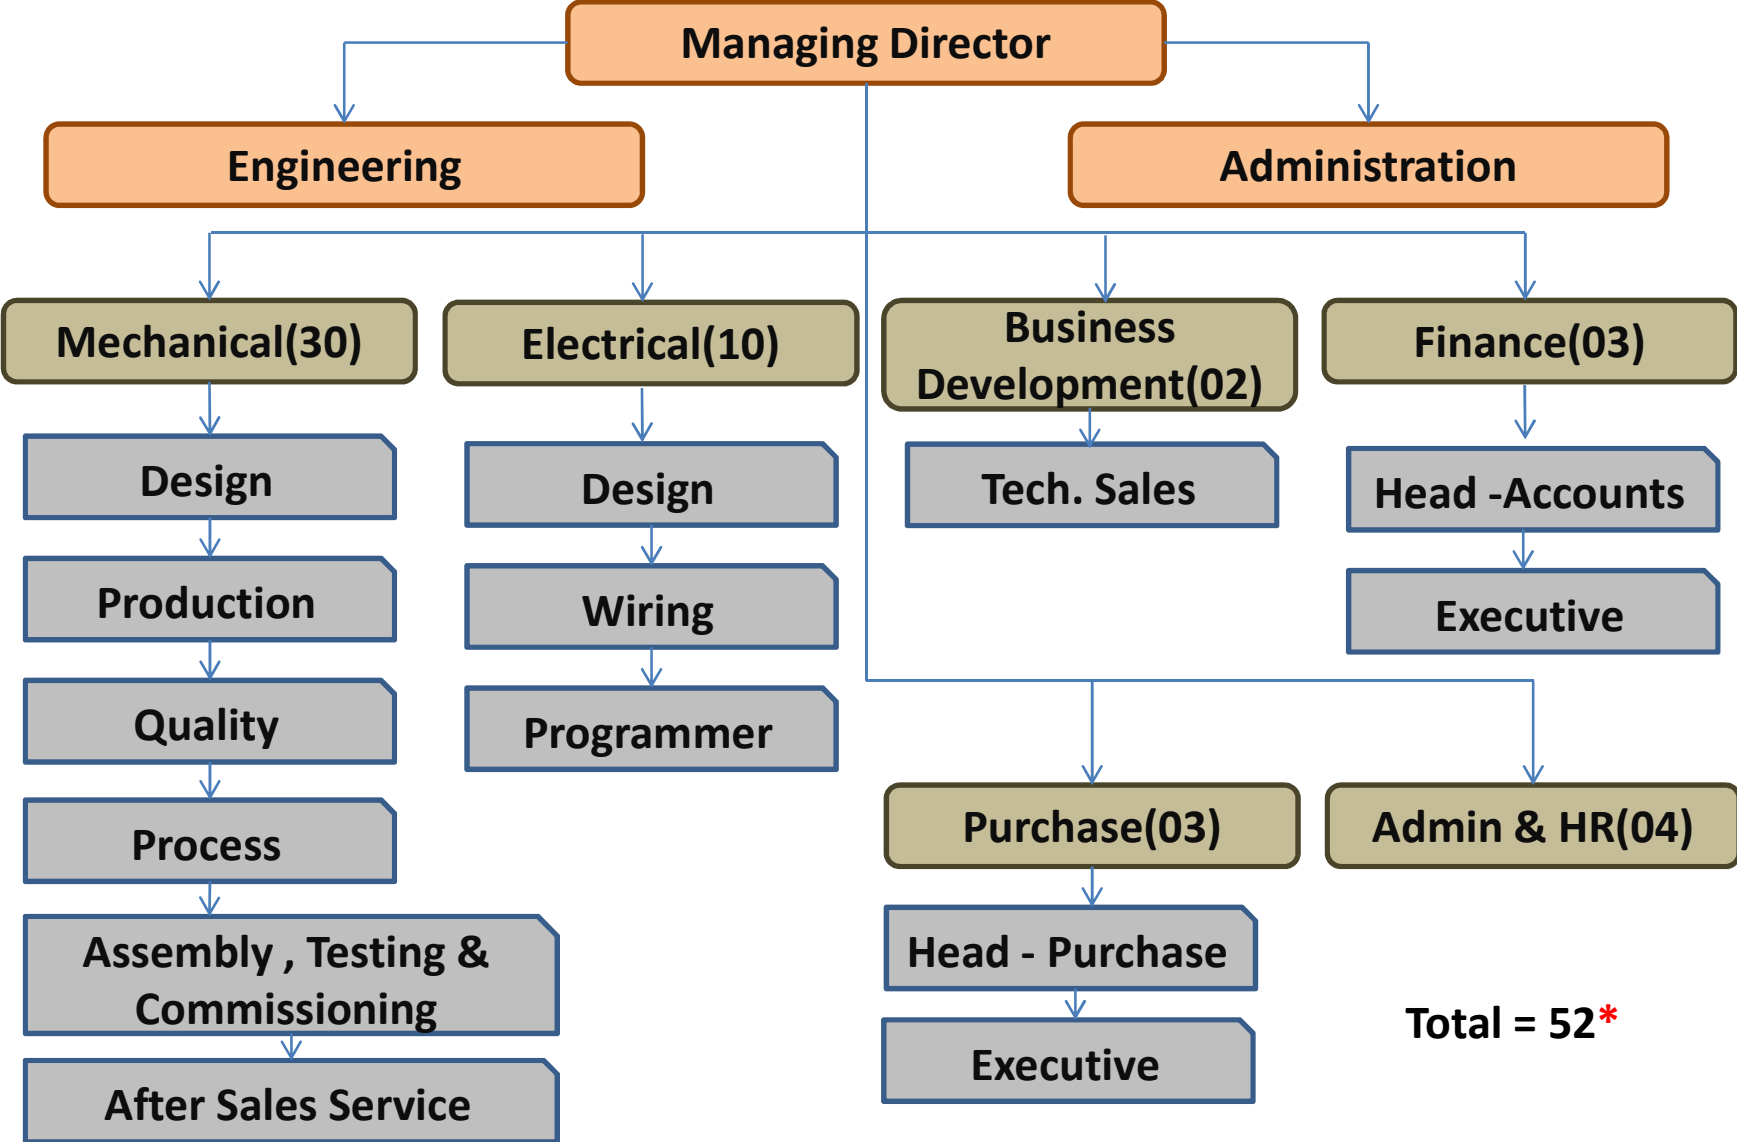 Managing Director
Engineering
Administration
Mechanical(30)
Electrical(10)
Business
Development(02)
Finance(03)
Design
Production
Quality
Process
Assembly , Testing &
Commissioning
After Sales Service
Design
Wiring
Programmer
Tech. Sales
Head -Accounts
Executive
Purchase(03)
Admin & HR(04)
Head - Purchase
Executive
Total = 52*